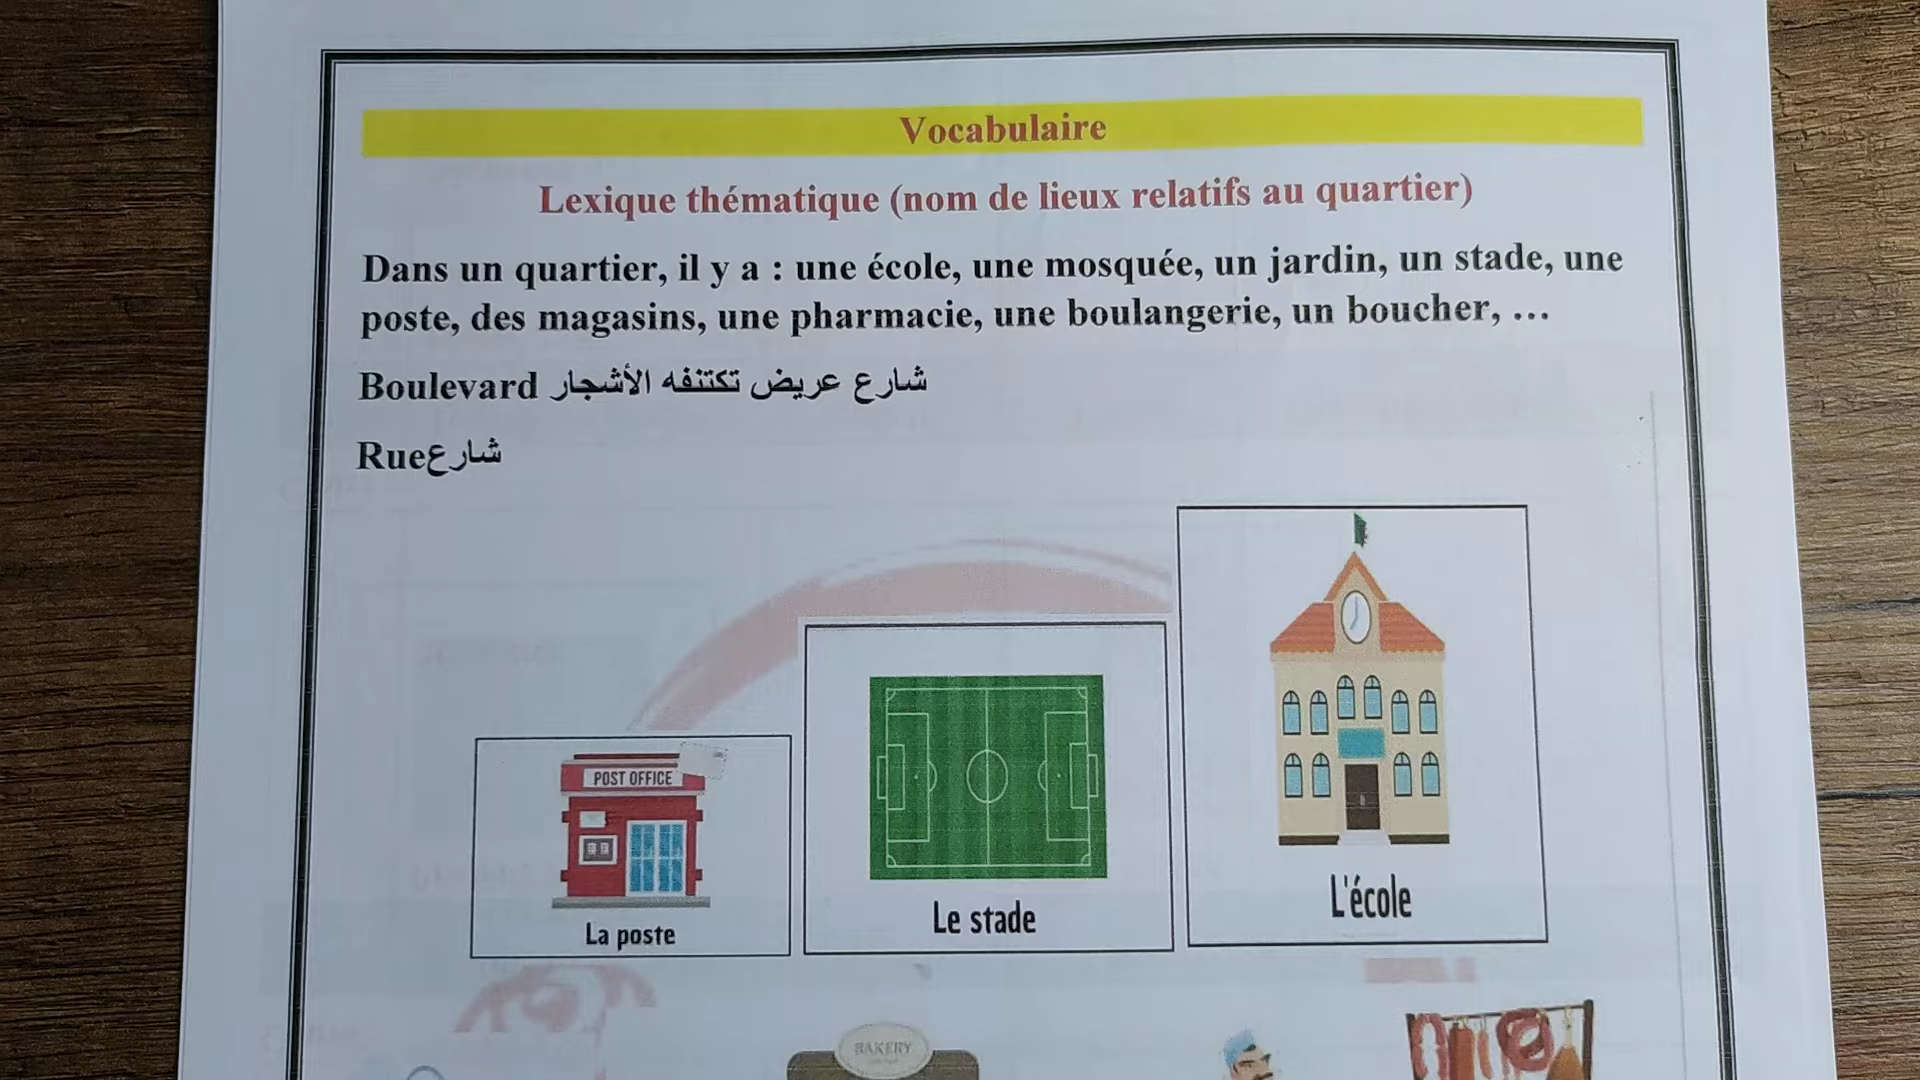 Vocabulaire
Lexique thématique (nom de lieux relatifs au quartier)
Dans un quartier, il y a : une école, une mosquée, un jardin, un stade, une
poste, des magasins, une pharmacie, une boulangerie, un boucher, …
Boulevard شارع عريض تكتنفه الأشجار
Rueشارع
POST OFFICE
La poste
Le stade
L'école
BAKERY